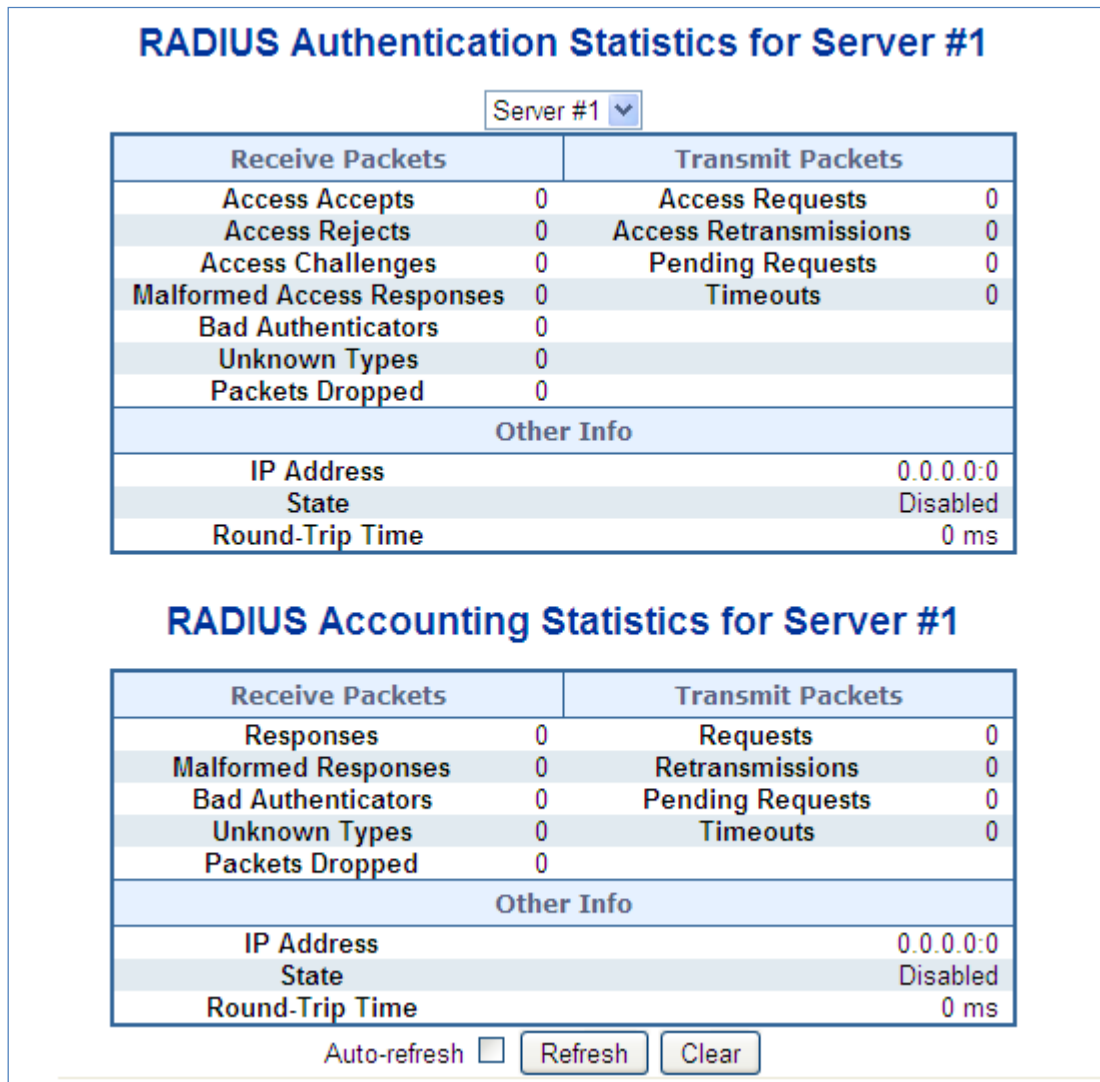 RADIUS Authentication Statistics for Server #1
Server #1
Receive Packets Transmit Packets
Access Accepts 0 Access Requests 0
Access Rejects 0 Access Retransmissions 0
Access Challenges 0 Pending Requests 0
Malformed Access Responses 0 Timeouts 0
Bad Authenticators 0
Unknown Types 0
Packets Dropped 0
Other Info
IP Address 0.0.0.0:0
State Disabled
Round-Trip Time 0 ms
RADIUS Accounting Statistics for Server #1
Receive Packets Transmit Packets
Responses 0 Requests 0
Malformed Responses 0 Retransmissions 0
Bad Authenticators 0 Pending Requests 0
Unknown Types 0 Timeouts 0
Packets Dropped 0
Other Info
IP Address 0.0.0.0:0
State Disabled
Round-Trip Time 0 ms
Auto-refresh Refresh Clear